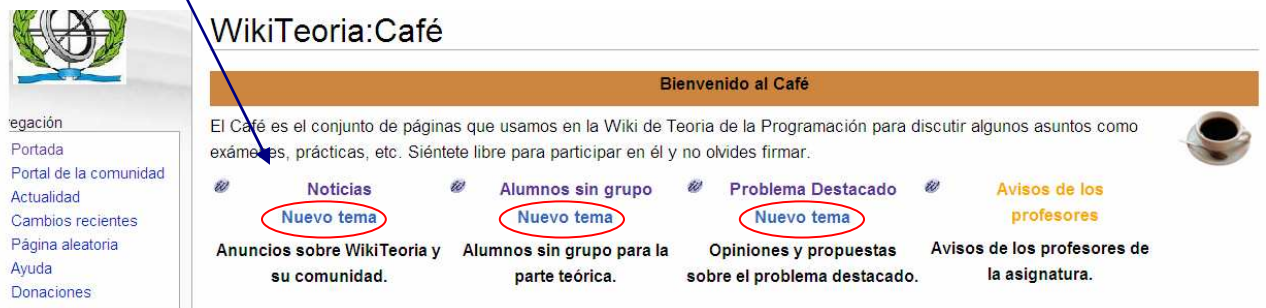 WikiTeoria:Café
Bienvenido al Café
El Café es el conjunto de páginas que usamos en la Wiki de Teoria de la Programación para discutir algunos asuntos como
exámenes, prácticas, etc. Siéntete libre para participar en él y no olvides firmar.
egación
Portada
Portal de la comunidad
Actualidad
Cambios recientes
Página aleatoria
Ayuda
Donaciones
Noticias
Nuevo tema
Anuncios sobre WikiTeoria y
su comunidad.
Alumnos sin grupo
Nuevo tema
Alumnos sin grupo para la
parte teórica.
Problema Destacado
Nuevo tema
Opiniones y propuestas
sobre el problema destacado.
Avisos de los
profesores
Avisos de los profesores de
la asignatura.